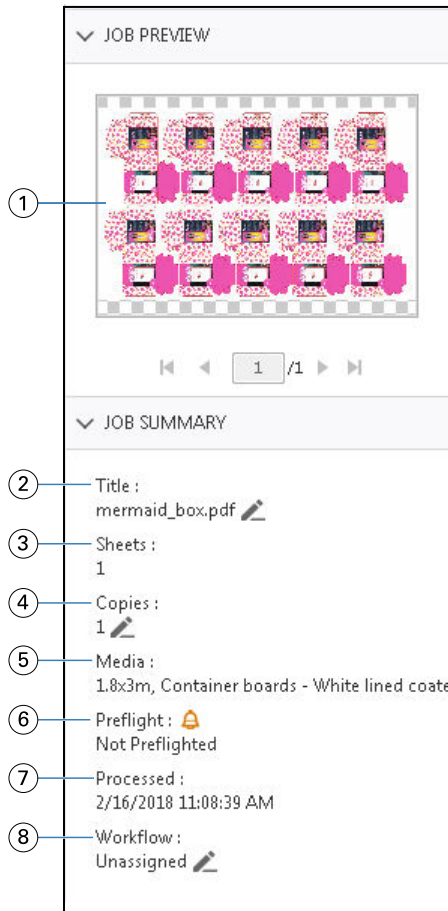 JOB PREVIEW
1
1 /1
JOB SUMMARY
2 Title :
mermaid_box.pdf
3 Sheets :
1
4 Copies :
1
5 Media :
1.8x3m, Container boards - White lined coate
6 Preflight :
Not Preflighted
7 Processed :
2/16/2018 11:08:39 AM
8 Workflow :
Unassigned